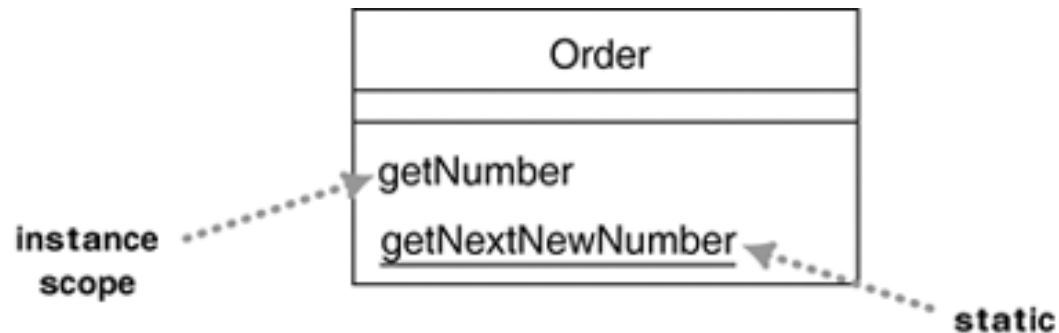 Order
getNumber
getNextNewNumber
instance
scope
static